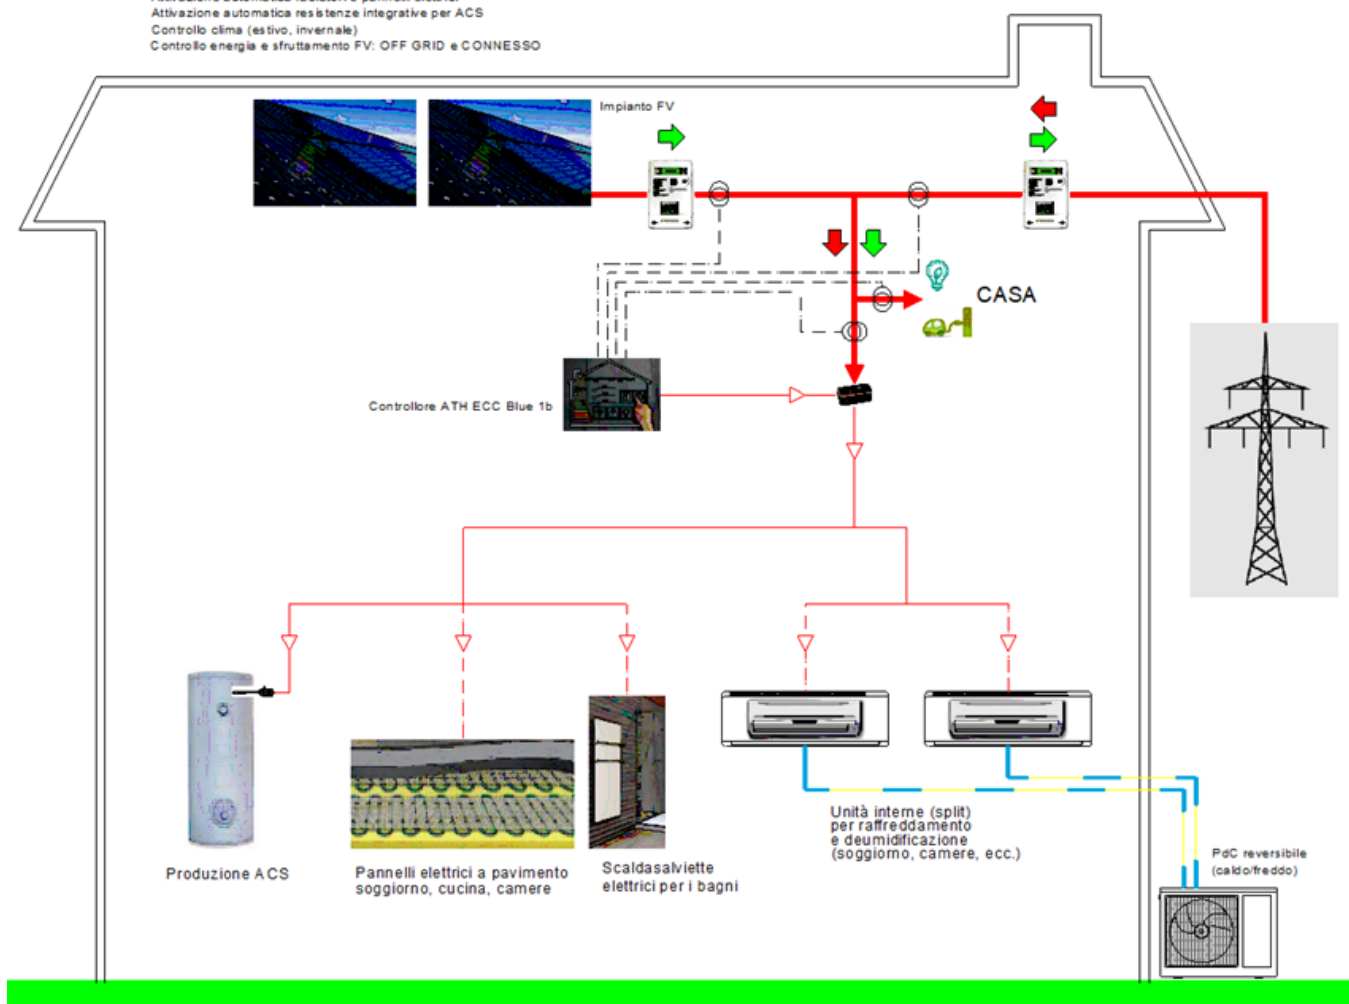 Attivazione automatica resistenze integrative per ACS
Controllo clima (estivo, invernale)
Controllo energia e sfruttamento FV: OFF GRID e CONNESSO
Impianto FV
CASA
Controllore ATH ECC Blue 1b
Unità interne (split)
per raffreddamento
e deumidificazione
(soggiorno, camere, ecc.)
PdC reversibile
(caldo/freddo)
Produzione ACS
Pannelli elettrici a pavimento
soggiorno, cucina, camere
Scaldasalviette
elettrici per i bagni